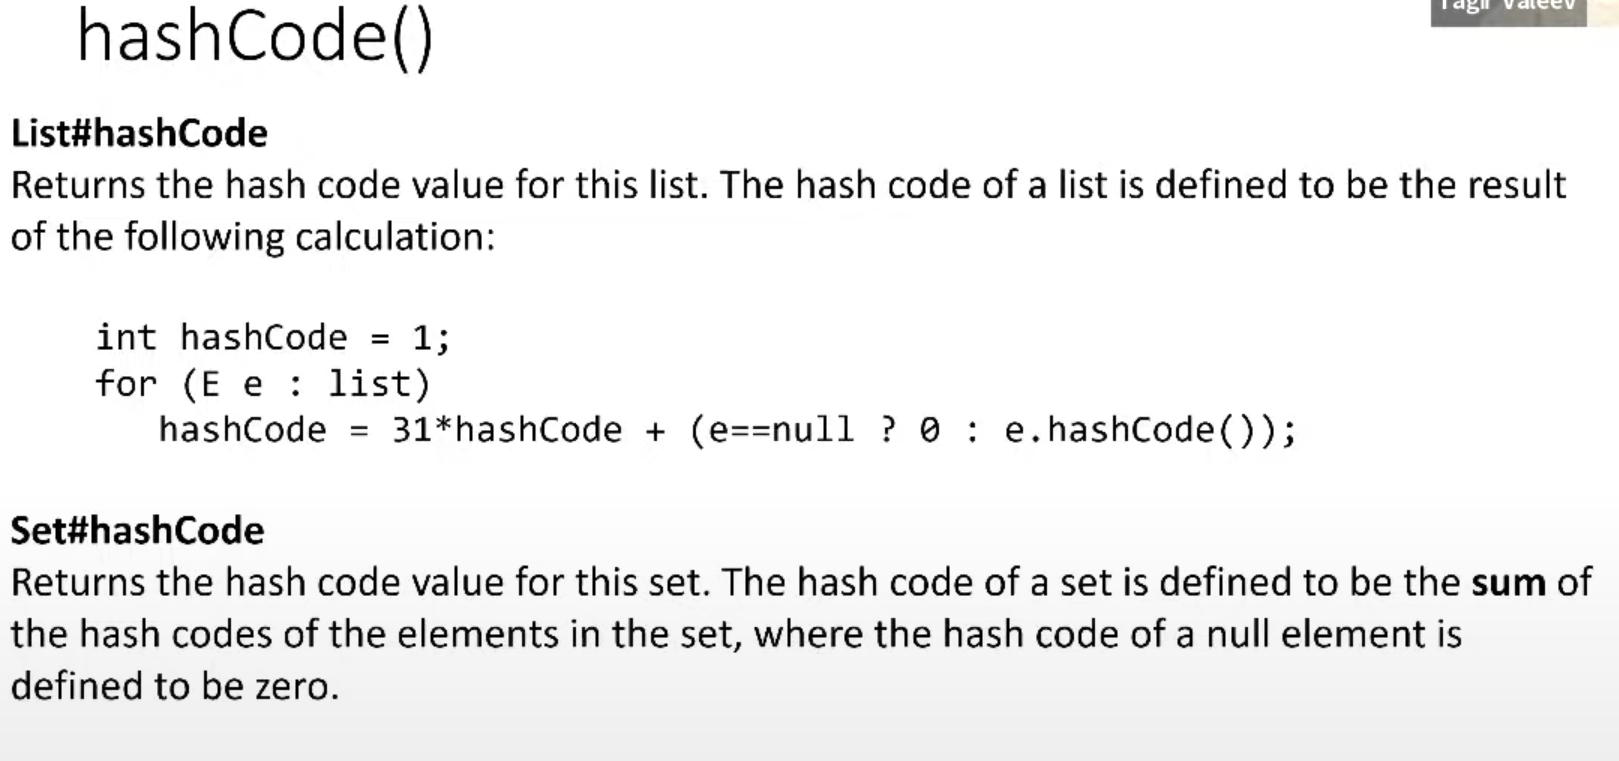 hashCode()
Tagir Valeev
List#hashCode
Returns the hash code value for this list. The hash code of a list is defined to be the result
of the following calculation:
int hashCode = 1;
for (E e : list)
hashCode = 31*hashCode + (e==null ? 0 : e.hashCode());
Set#hashCode
Returns the hash code value for this set. The hash code of a set is defined to be the sum of
the hash codes of the elements in the set, where the hash code of a null element is
defined to be zero.